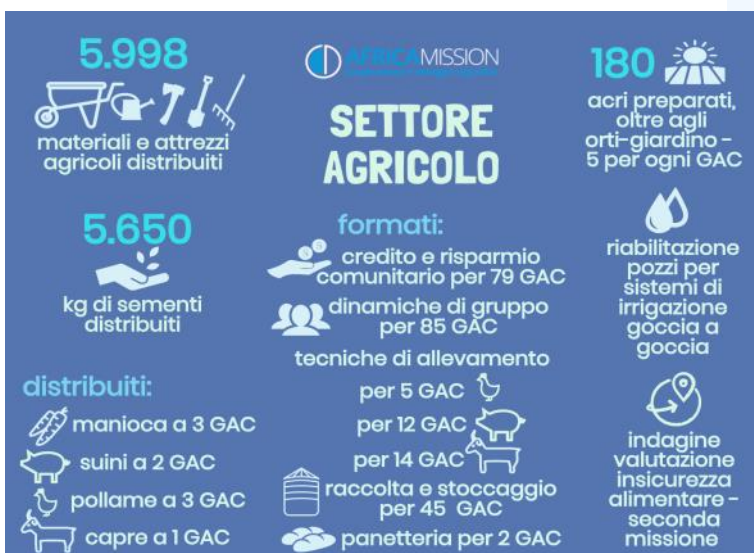 5.998
materiali e attrezzi
agricoli distribuiti
5.650
kg di sementi
distribuiti
distribuiti:
manioca a 3 GAC
suini a 2 GAC
pollame a 3 GAC
capre a 1 GAC
AFRICAMISSION
SETTORE
AGRICOLO
formati:
credito e risparmio
comunitario per 79 GAC
dinamiche di gruppo
per 85 GAC
tecniche di allevamento
per 5 GAC
per 12 GAC
per 14 GAC
raccolta e stoccaggio
per 45 GAC
panetteria per 2 GAC
180
acri preparati,
oltre agli
orti-giardino -
5 per ogni GAC
riabilitazione
pozzi per
sistemi di
irrigazione
goccia a
goccia
indagine
valutazione
insicurezza
alimentare -
seconda
missione